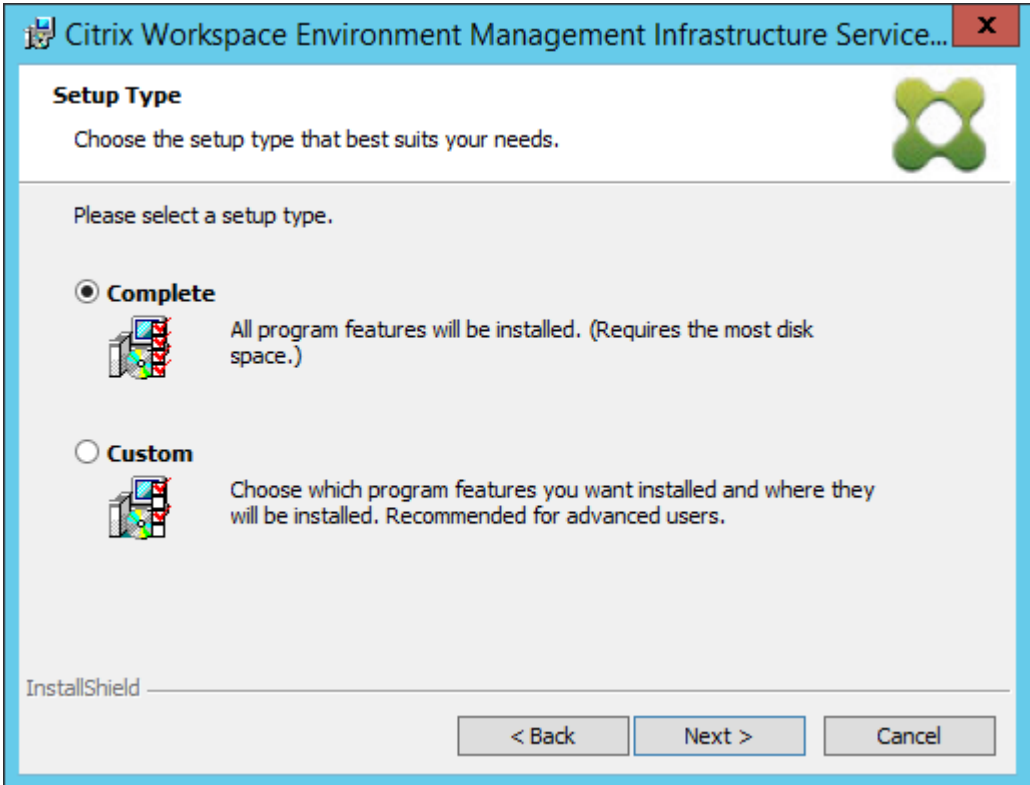 Citrix Workspace Environment Management Infrastructure Service...
x
Setup Type
Choose the setup type that best suits your needs.
Please select a setup type.
Complete
All program features will be installed. (Requires the most disk
space.)
Custom
Choose which program features you want installed and where they
will be installed. Recommended for advanced users.
InstallShield
< Back
Next >
Cancel